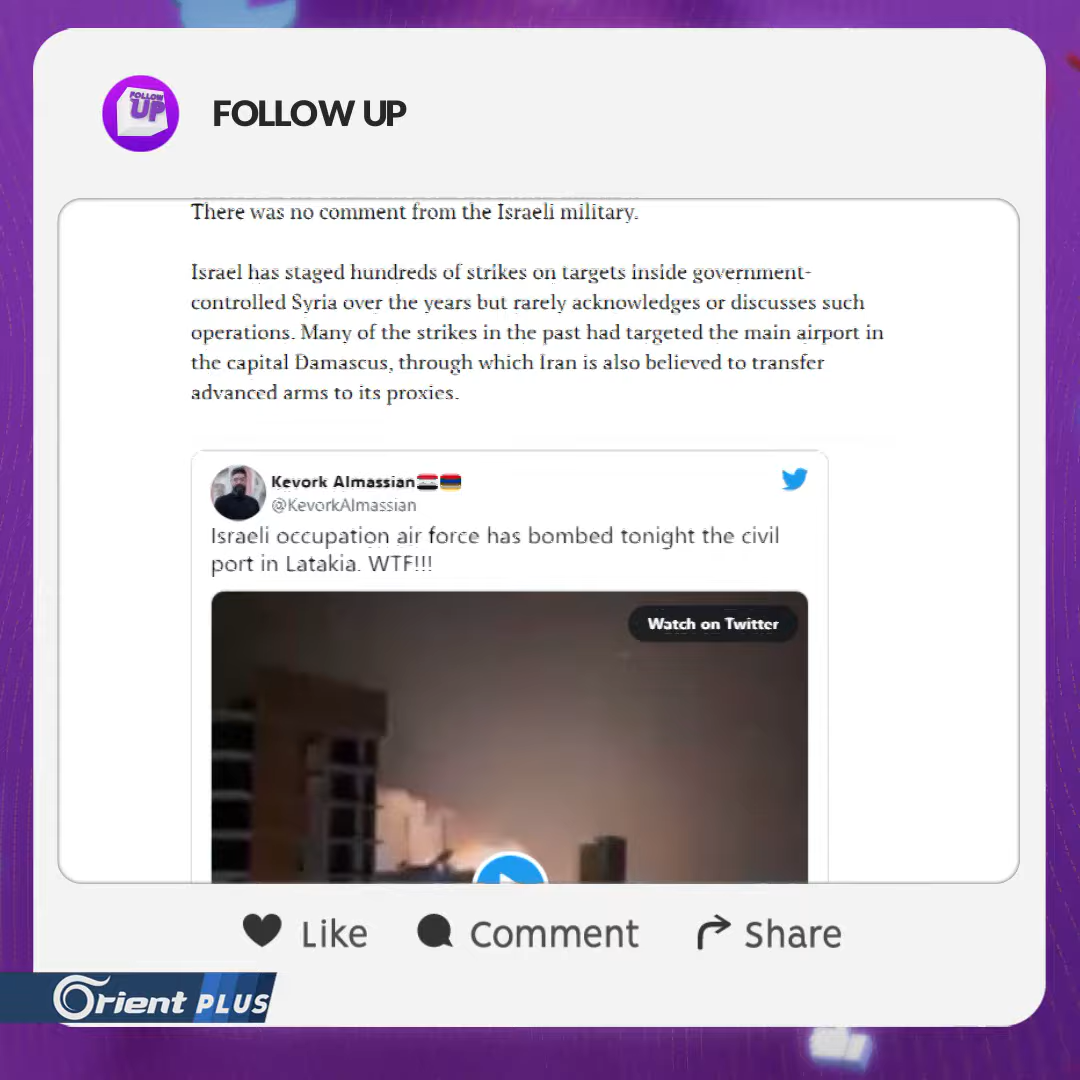 FOLLOW UP
FOLLOW UP
There was no comment from the Israeli military.
Israel has staged hundreds of strikes on targets inside government-
controlled Syria over the years but rarely acknowledges or discusses such
operations. Many of the strikes in the past had targeted the main airport in
the capital Damascus, through which Iran is also believed to transfer
advanced arms to its proxies.
Kevork Almassian
@KevorkAlmassian
Israeli occupation air force has bombed tonight the civil
port in Latakia. WTF!!!
Watch on Twitter
Like Comment Share
Orient PLUS